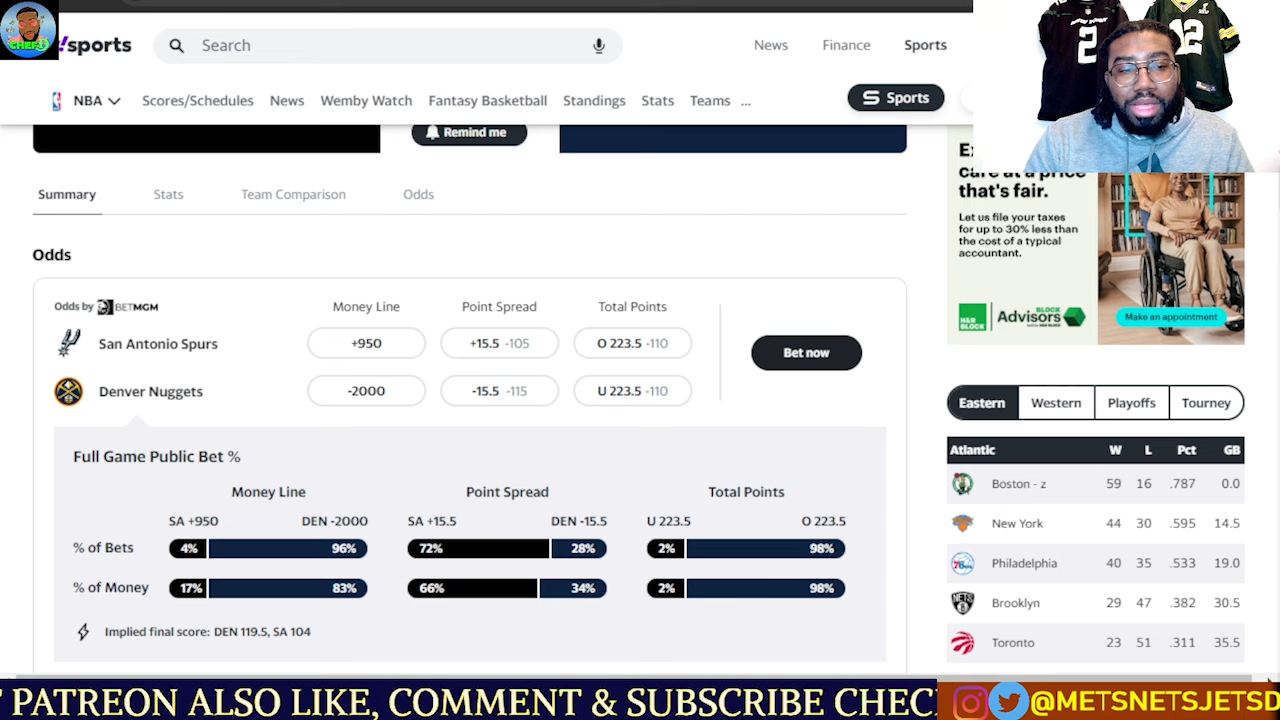 CHEF
!sports
Search
News Finance Sports
NBA Scores/Schedules News Wemby Watch Fantasy Basketball Standings Stats Teams ...
Sports
Remind me
Summary Stats Team Comparison Odds
Odds
Odds by BETMGM Money Line Point Spread Total Points
San Antonio Spurs +950 +15.5 -105 O 223.5 -110
Bet now
Denver Nuggets -2000 -15.5 -115 U 223.5 -110
Full Game Public Bet %
Money Line Point Spread Total Points
SA +950 DEN -2000 SA +15.5 DEN -15.5 U 223.5 O 223.5
% of Bets 4% 96% 72% 28% 2% 98%
% of Money 17% 83% 66% 34% 2% 98%
Implied final score: DEN 119.5, SA 104
2
12
care at a price
that's fair.
Let us file your taxes
for up to 30% less than
the cost of a typical
accountant.
H&R
BLOCK
BLOCK
Advisors
Make an appointment
Eastern Western Playoffs Tourney
Atlantic W L Pct GB
Boston - z 59 16 .787 0.0
New York 44 30 .595 14.5
Philadelphia 40 35 .533 19.0
Brooklyn 29 47 .382 30.5
Toronto 23 51 .311 35.5
PATREON ALSO LIKE, COMMENT & SUBSCRIBE CHEC
@METSNETSJETSD